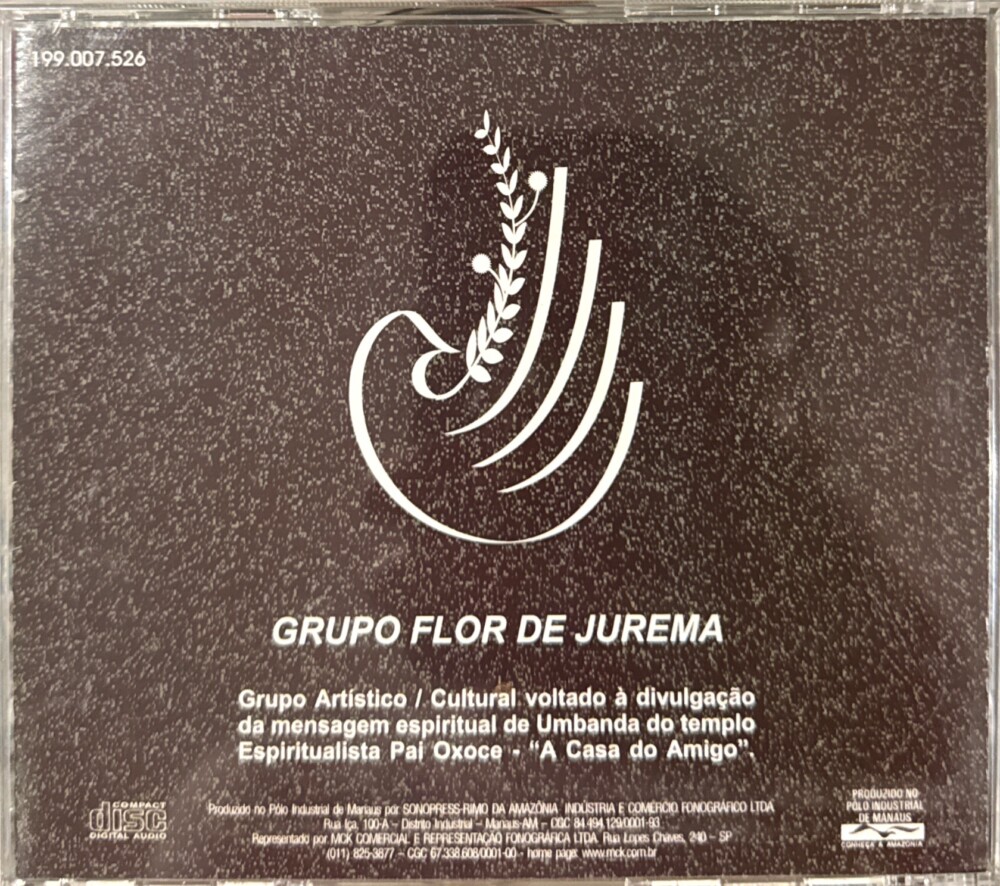 199.007.526
GRUPO FLOR DE JUREMA
Grupo Artístico / Cultural voltado à divulgação
da mensagem espiritual de Umbanda do templo
Espiritualista Pai Oxoce - “A Casa do Amigo”.
COMPACT
disc
DIGITAL AUDIO
Produzido no Pólo Industrial de Manaus por SONOPRESS-RIMO DA AMAZÔNIA INDÚSTRIA E COMÉRCIO FONOGRÁFICO LTDA
Rua Iça, 100-A – Distrito Industrial – Manaus-AM – CGC 84.494.129/0001-93
Representado por MCK COMERCIAL E REPRESENTAÇÃO FONOGRÁFICA LTDA. Rua Lopes Chaves, 240 – SP
(011) 825-3877 – CGC 67.338.608/0001-00 - home page: www.mck.com.br
PRODUZIDO NO
PÓLO INDUSTRIAL
DE MANAUS
CONHEÇA A AMAZÔNIA